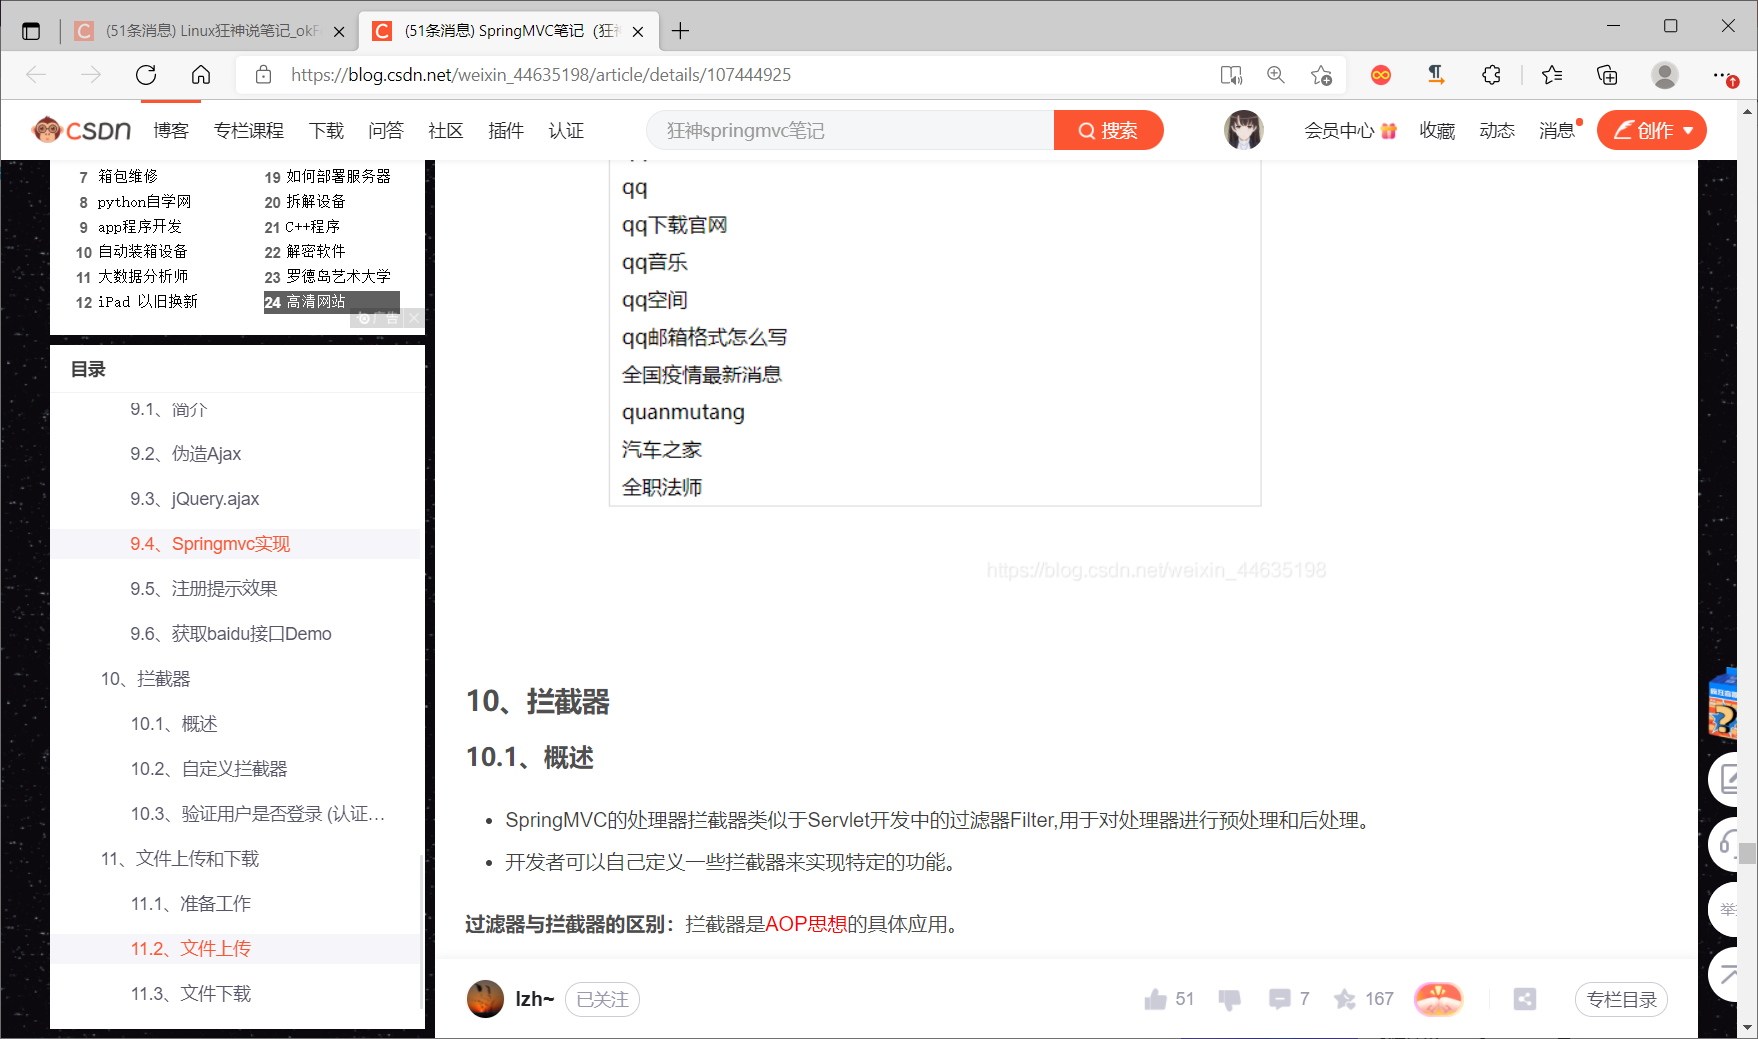 (51条消息) Linux狂神说笔记_okF
(51条消息) SpringMVC笔记（狂神
https://blog.csdn.net/weixin_44635198/article/details/107444925
CSDN 博客 专栏课程 下载 问答 社区 插件 认证
狂神springmvc笔记
搜索
会员中心 收藏 动态 消息 创作
7 箱包维修
8 python自学网
9 app程序开发
10 自动装箱设备
11 大数据分析师
12 iPad 以旧换新
19 如何部署服务器
20 拆解设备
21 C++程序
22 解密软件
23 罗德岛艺术大学
24 高清网站
广告
目录
9.1、简介
9.2、伪造Ajax
9.3、jQuery.ajax
9.4、Springmvc实现
9.5、注册提示效果
9.6、获取baidu接口Demo
10、拦截器
10.1、概述
10.2、自定义拦截器
10.3、验证用户是否登录 (认证...
11、文件上传和下载
11.1、准备工作
11.2、文件上传
11.3、文件下载
qq
qq下载官网
qq音乐
qq空间
qq邮箱格式怎么写
全国疫情最新消息
quanmutang
汽车之家
全职法师
https://blog.csdn.net/weixin_44635198
10、拦截器
10.1、概述
• SpringMVC的处理器拦截器类似于Servlet开发中的过滤器Filter,用于对处理器进行预处理和后处理。
• 开发者可以自己定义一些拦截器来实现特定的功能。
过滤器与拦截器的区别：拦截器是AOP思想的具体应用。
lzh~ 已关注
51 7 167 专栏目录